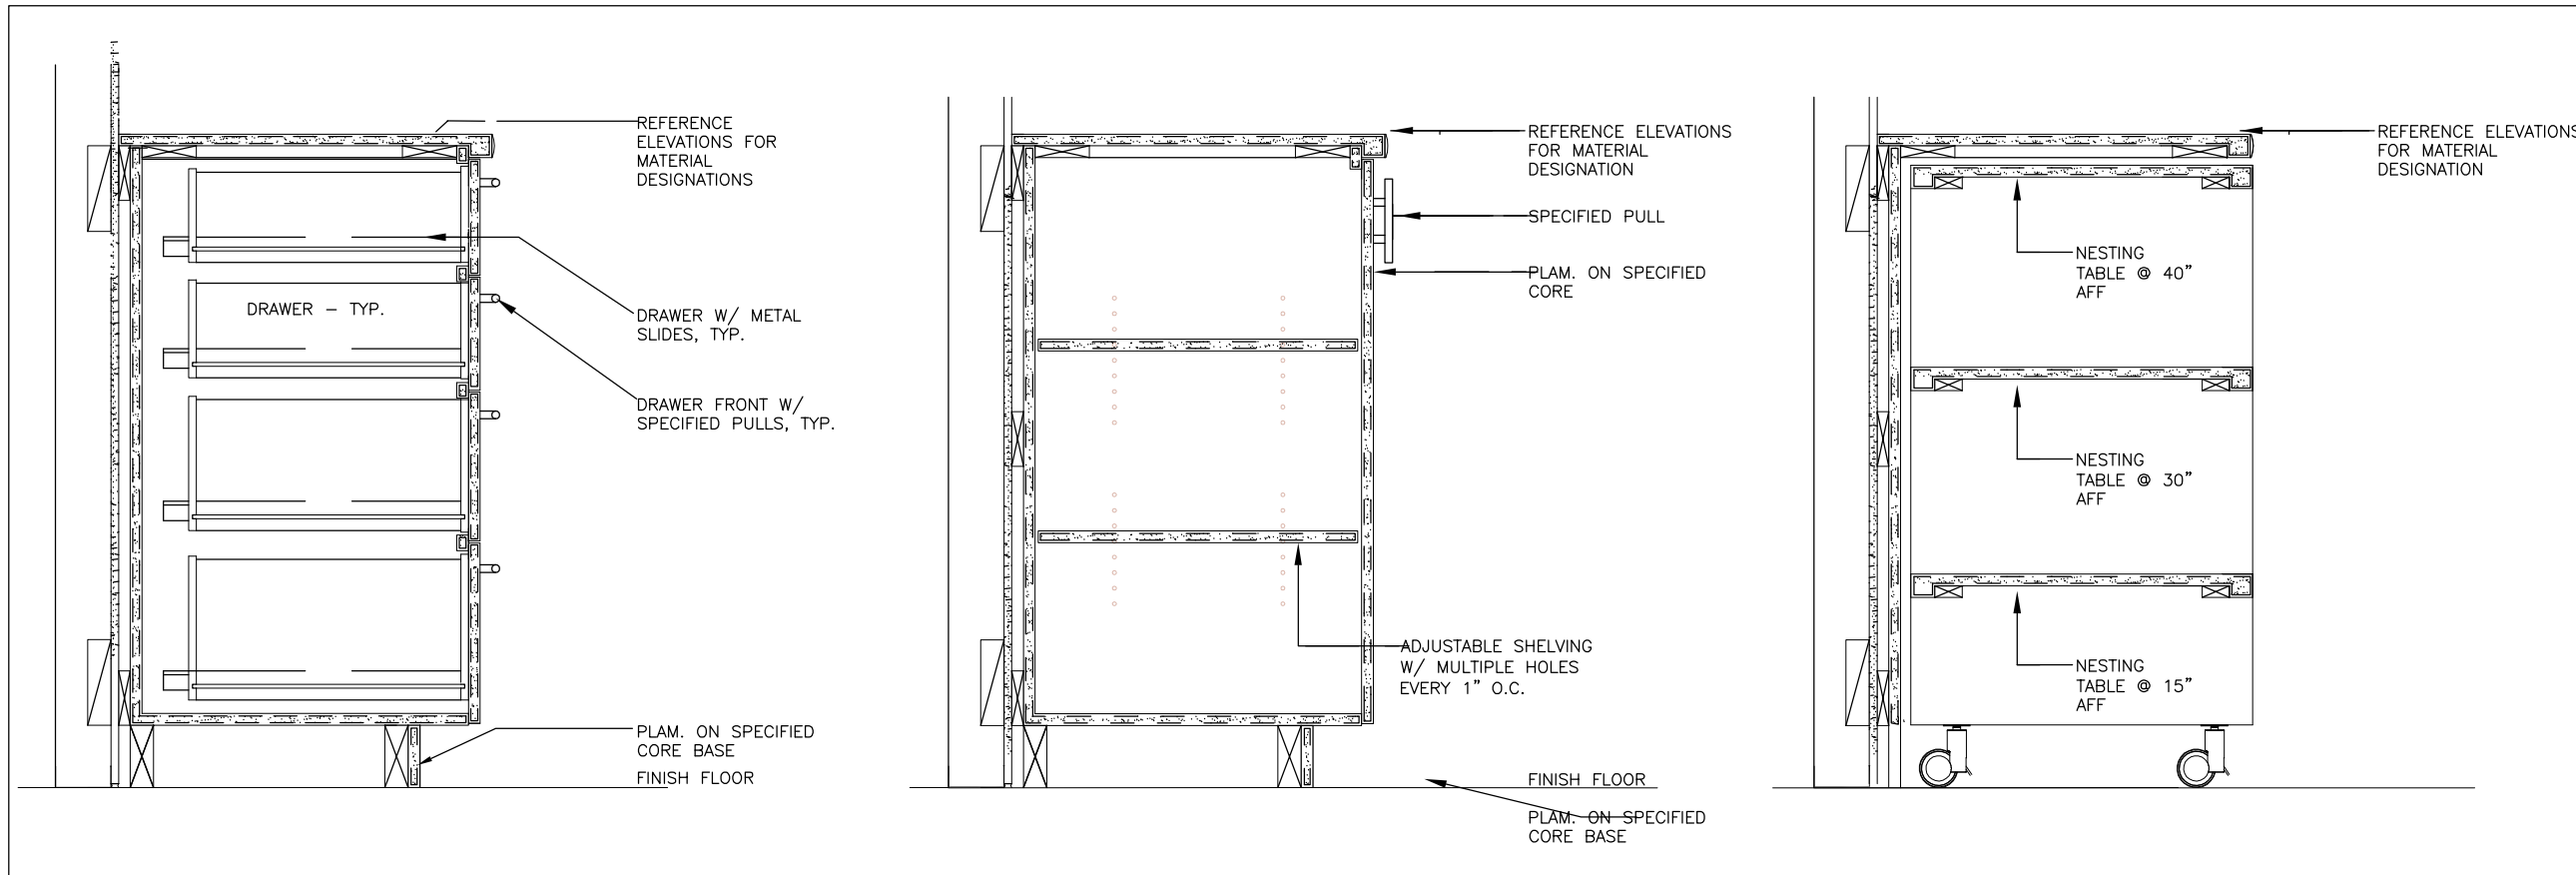 REFERENCE
ELEVATIONS FOR
MATERIAL
DESIGNATIONS
DRAWER – TYP.
DRAWER W/ METAL
SLIDES, TYP.
DRAWER FRONT W/
SPECIFIED PULLS, TYP.
PLAM. ON SPECIFIED
CORE BASE
FINISH FLOOR
REFERENCE ELEVATIONS
FOR MATERIAL
DESIGNATION
SPECIFIED PULL
PLAM. ON SPECIFIED
CORE
ADJUSTABLE SHELVING
W/ MULTIPLE HOLES
EVERY 1” O.C.
FINISH FLOOR
PLAM. ON SPECIFIED
CORE BASE
REFERENCE ELEVATIONS
FOR MATERIAL
DESIGNATION
NESTING
TABLE @ 40”
AFF
NESTING
TABLE @ 30”
AFF
NESTING
TABLE @ 15”
AFF